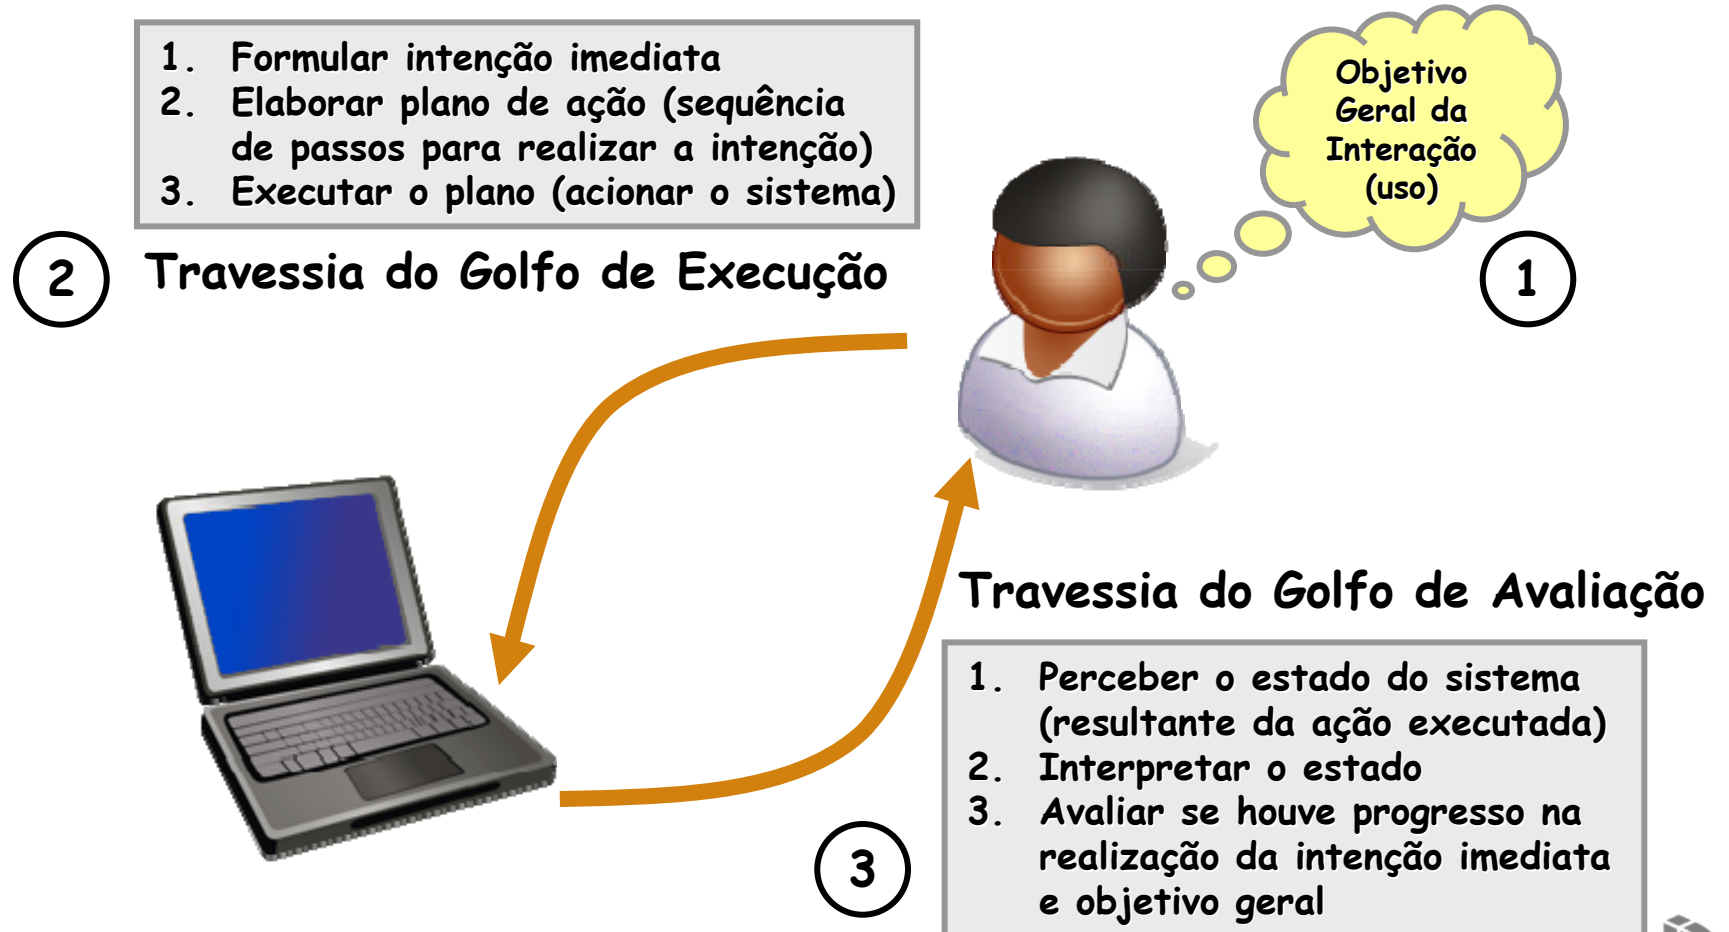 1. Formular intenção imediata
2. Elaborar plano de ação (sequência
de passos para realizar a intenção)
3. Executar o plano (acionar o sistema)
Objetivo
Geral da
Interação
(uso)
2
Travessia do Golfo de Execução
1
Travessia do Golfo de Avaliação
1. Perceber o estado do sistema
(resultante da ação executada)
2. Interpretar o estado
3. Avaliar se houve progresso na
realização da intenção imediata
e objetivo geral
3